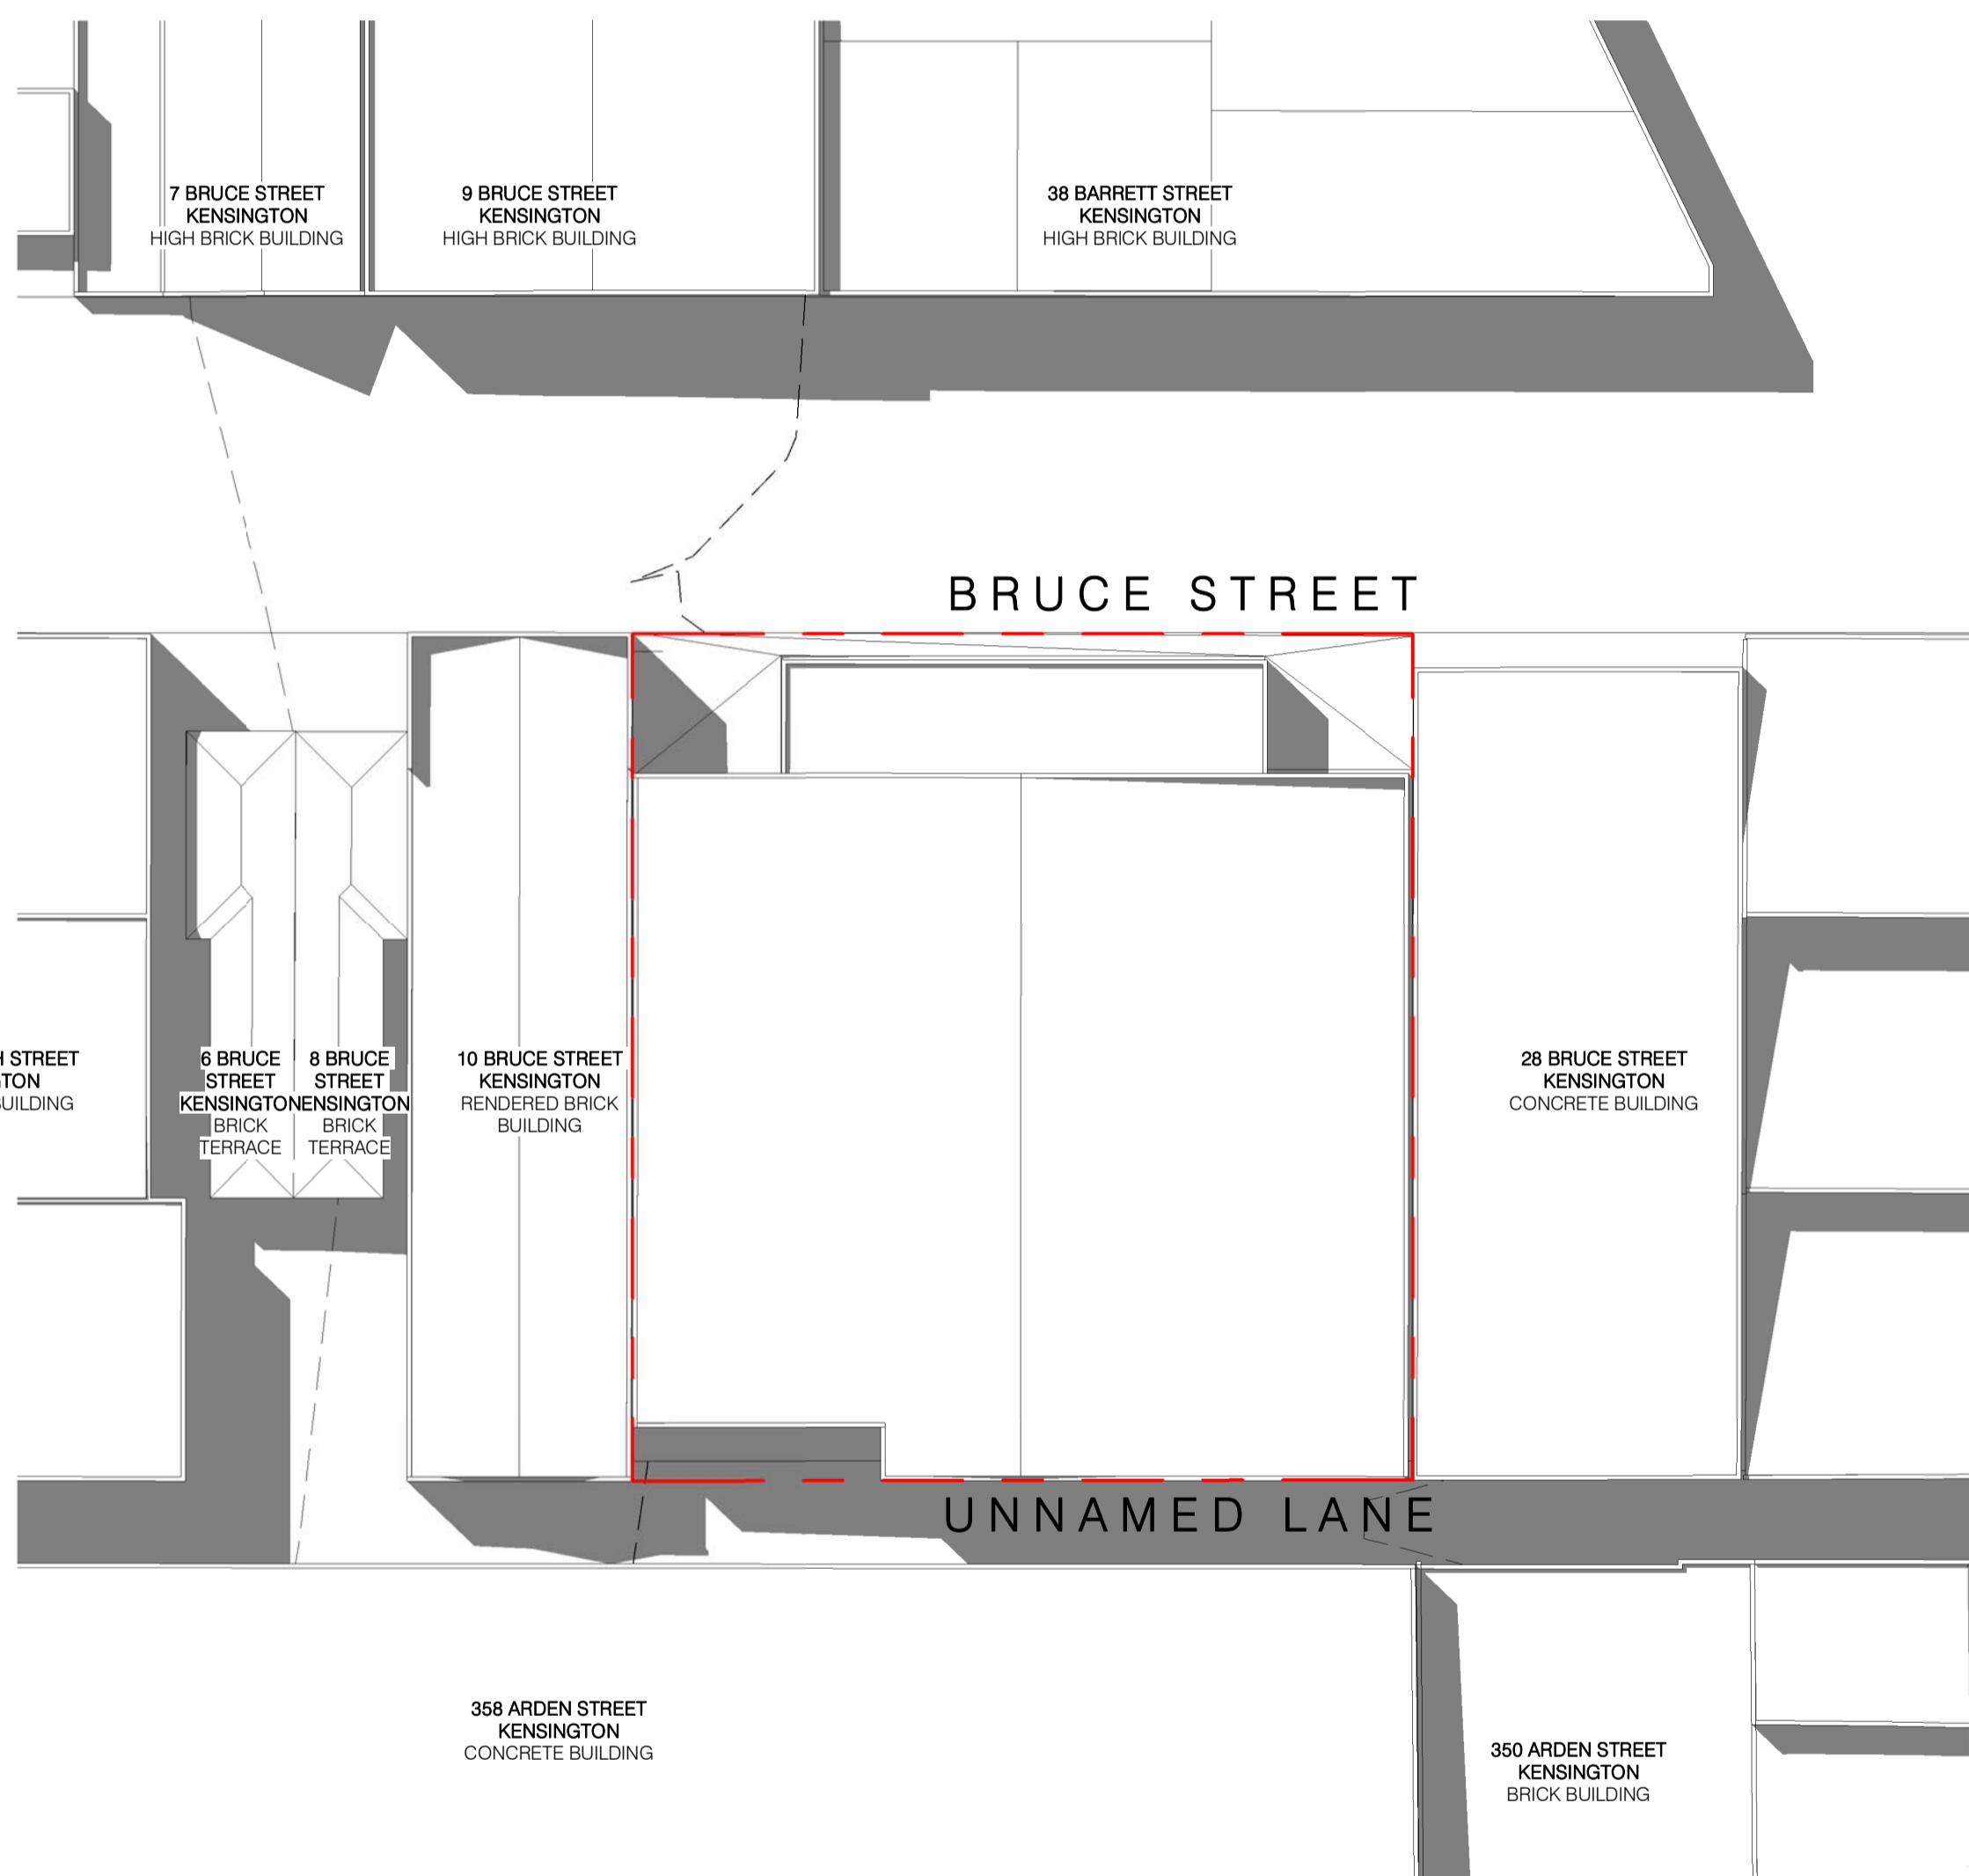 7 BRUCE STREET
KENSINGTON
HIGH BRICK BUILDING
9 BRUCE STREET
KENSINGTON
HIGH BRICK BUILDING
38 BARRETT STREET
KENSINGTON
HIGH BRICK BUILDING
BRUCE STREET
STREET
6 BRUCE
STREET
KENSINGTON
BRICK
TERRACE
8 BRUCE
STREET
ENSINGTON
BRICK
TERRACE
10 BRUCE STREET
KENSINGTON
RENDERED BRICK
BUILDING
28 BRUCE STREET
KENSINGTON
CONCRETE BUILDING
UNNAMED LANE
358 ARDEN STREET
KENSINGTON
CONCRETE BUILDING
350 ARDEN STREET
KENSINGTON
BRICK BUILDING